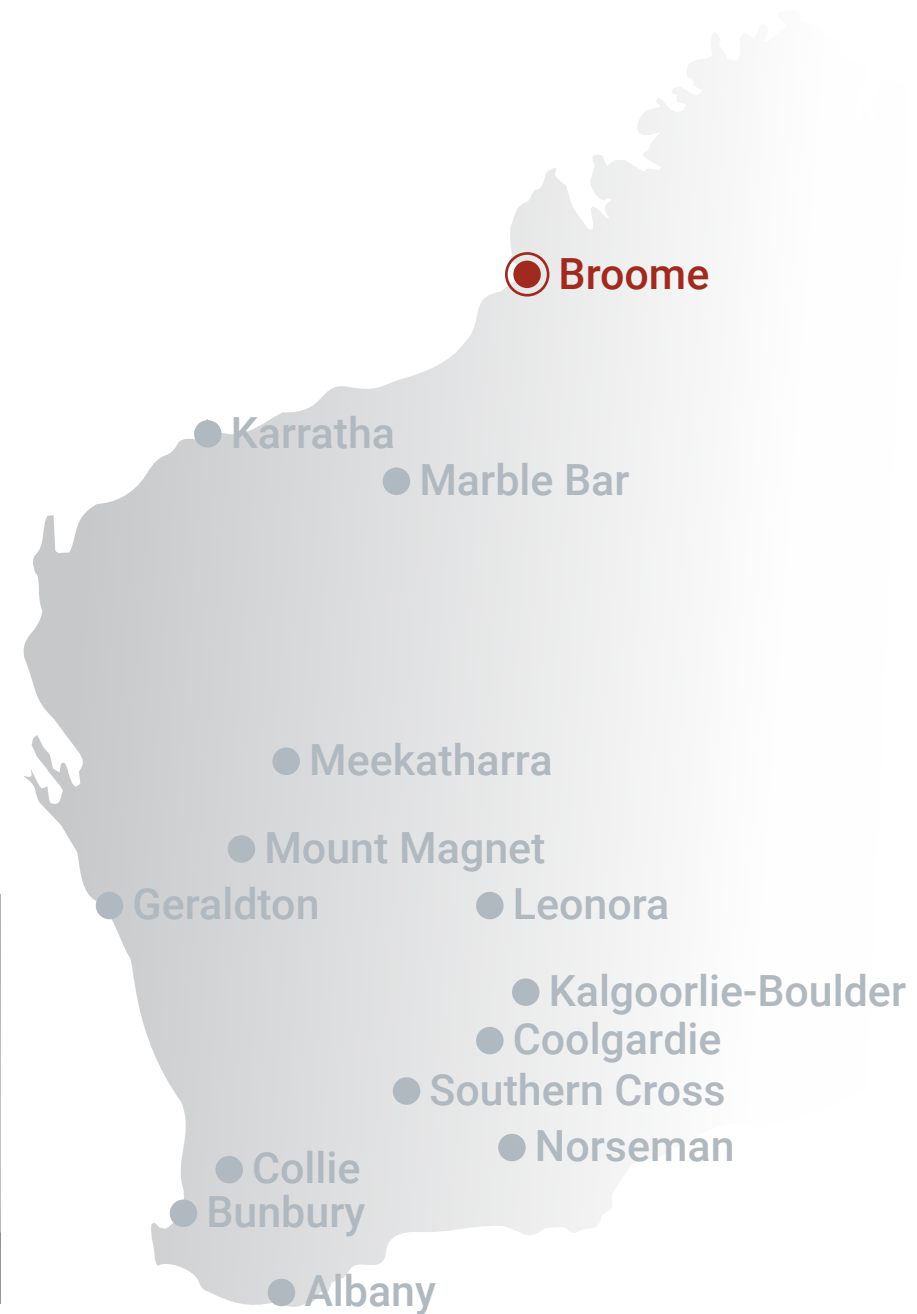 Broome
Karratha
Marble Bar
Meekatharra
Mount Magnet
Geraldton
Leonora
Kalgoorlie-Boulder
Coolgardie
Southern Cross
Norseman
Collie
Bunbury
Albany